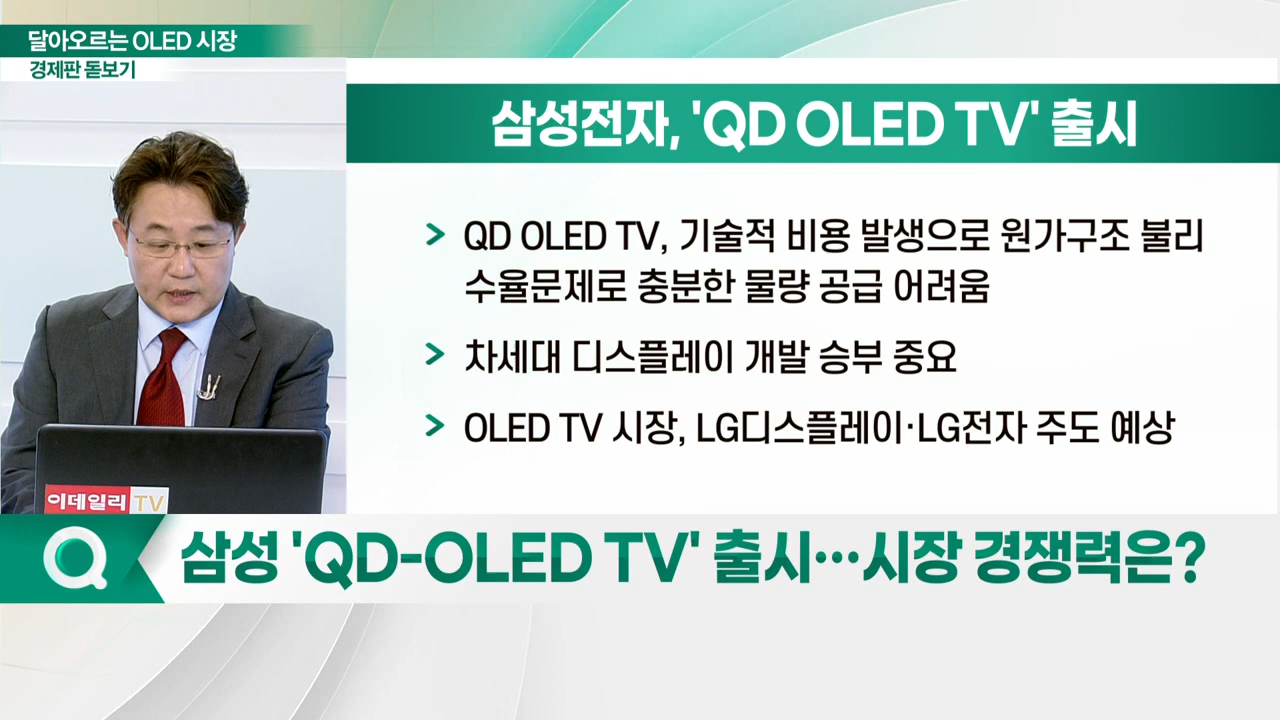 달아오르는 OLED 시장
경제판 돋보기
삼성전자, 'QD OLED TV' 출시
> QD OLED TV, 기술적 비용 발생으로 원가구조 불리
수율문제로 충분한 물량 공급 어려움
> 차세대 디스플레이 개발 승부 중요
> OLED TV 시장, LG디스플레이·LG전자 주도 예상
이데일리 TV
Q 삼성 'QD-OLED TV' 출시…시장 경쟁력은?